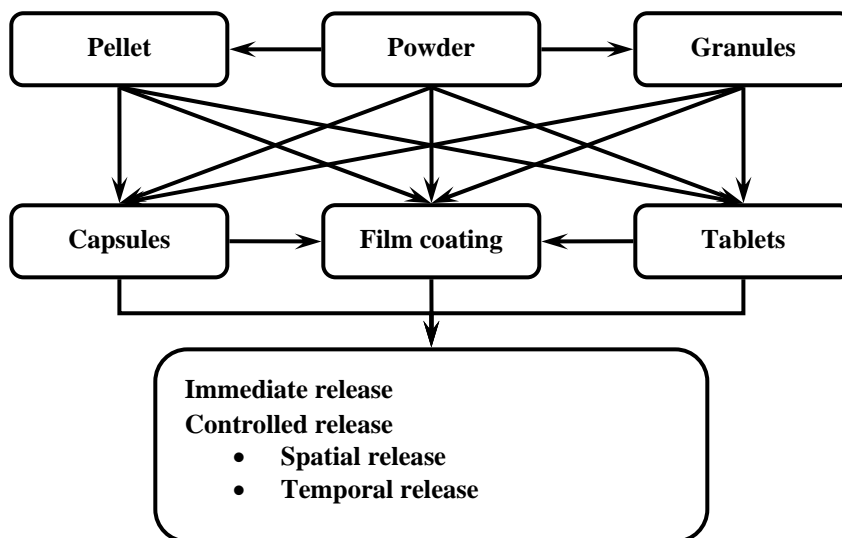 Pellet
Powder
Granules
Capsules
Film coating
Tablets
Immediate release
Controlled release
• Spatial release
• Temporal release